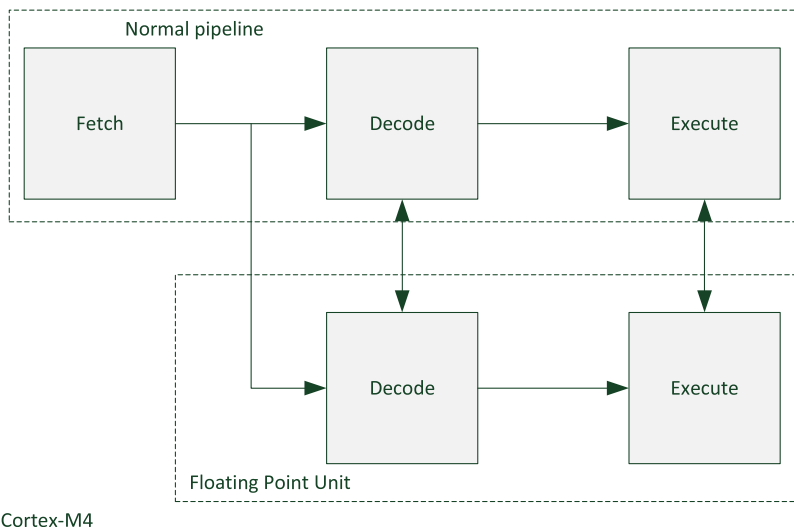 Normal pipeline
Fetch
Decode
Execute
Decode
Execute
Floating Point Unit
Cortex-M4